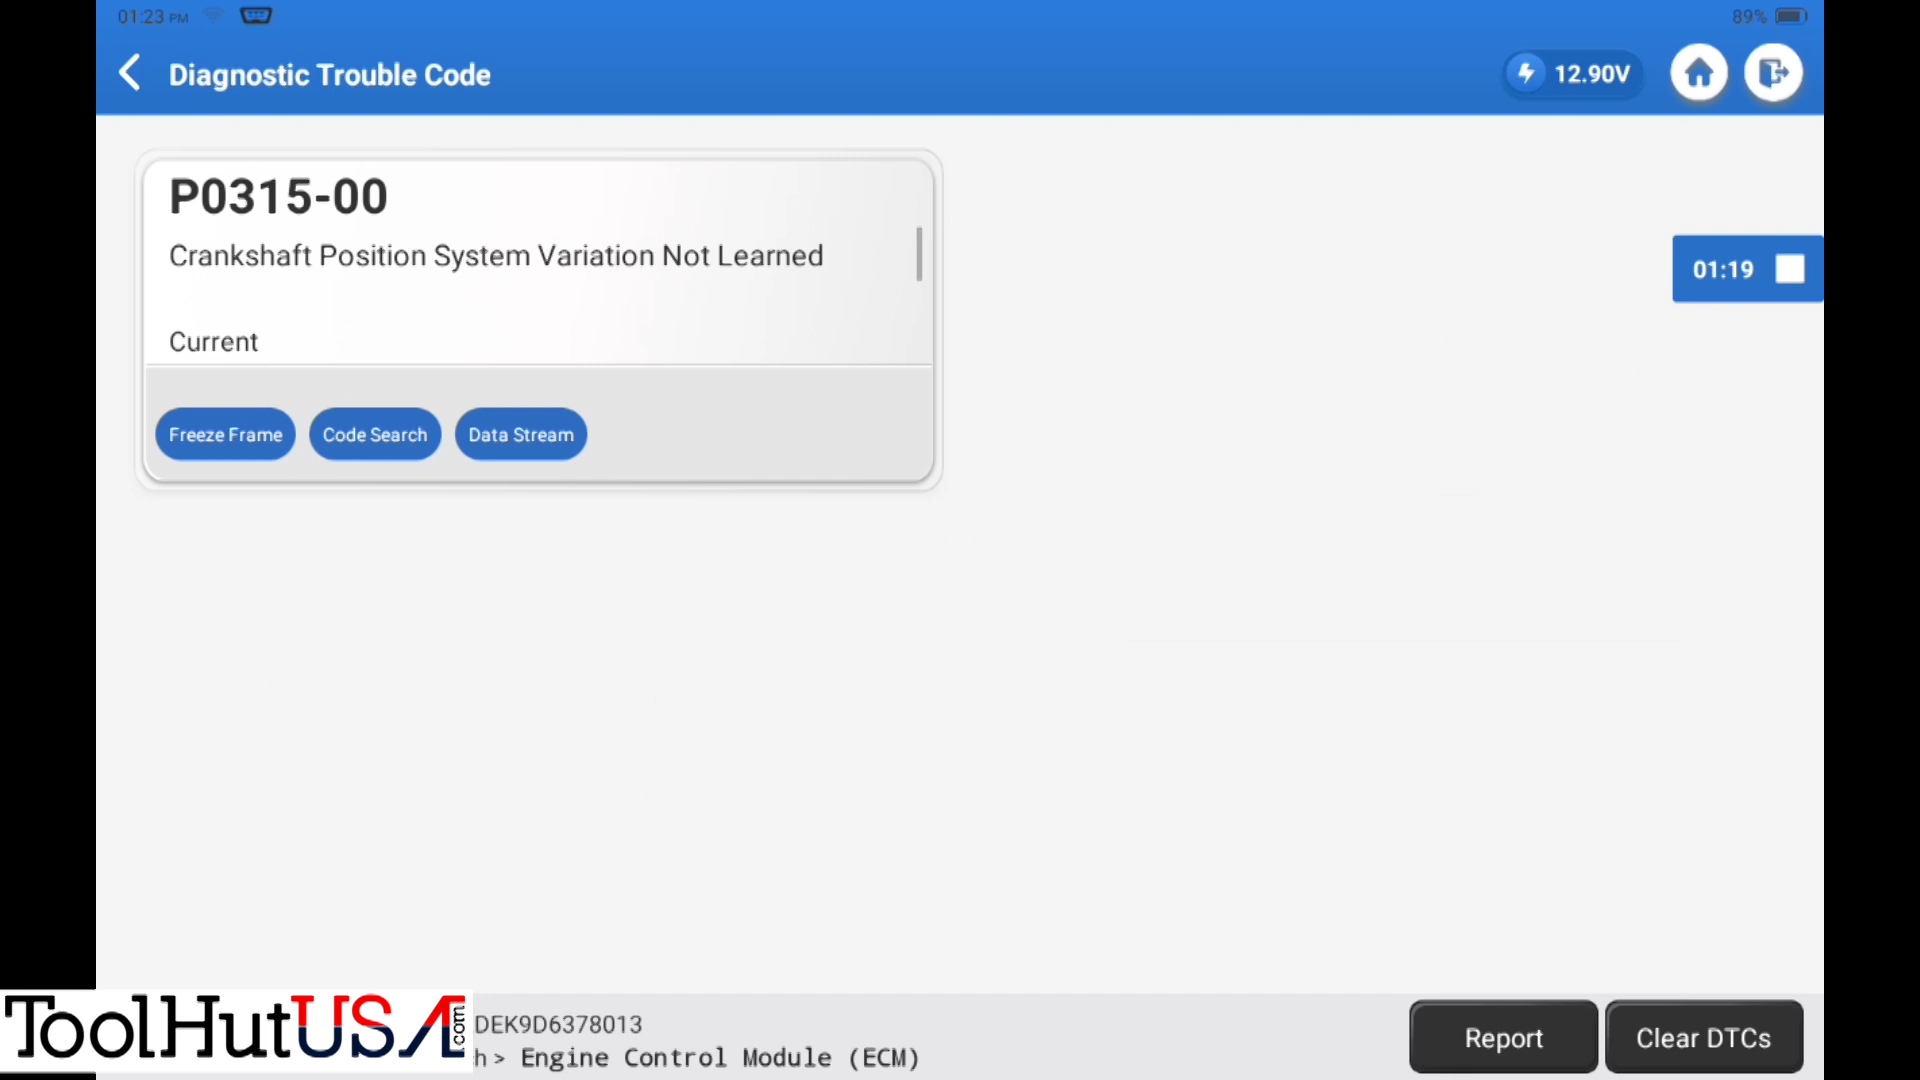 01:23 PM
89%
Diagnostic Trouble Code
12.90V
P0315-00
Crankshaft Position System Variation Not Learned
01:19
Current
Freeze Frame
Code Search
Data Stream
ToolHutUSA.com
DEK9D6378013
h > Engine Control Module (ECM)
Report
Clear DTCs